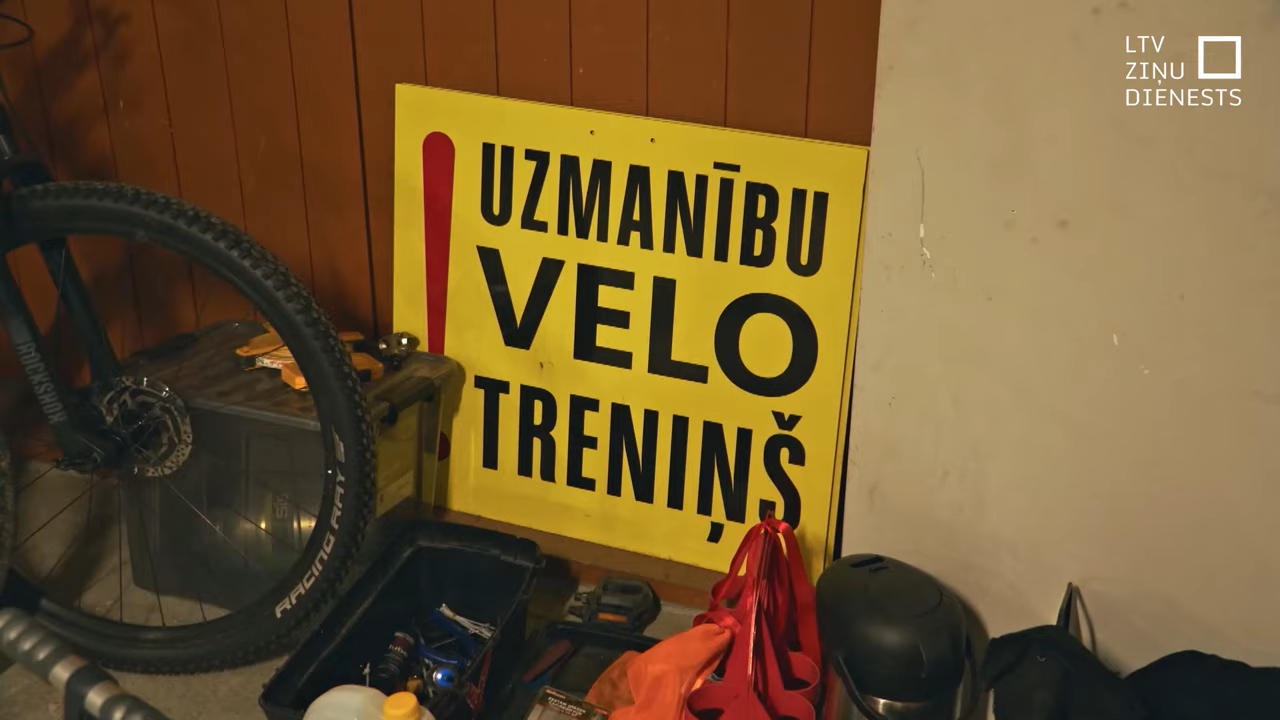 LTV
ZIŅU
DIENESTS
! UZMANĪBU
VELO
TRENIŅŠ
ROCKSHOX
RACING RAY